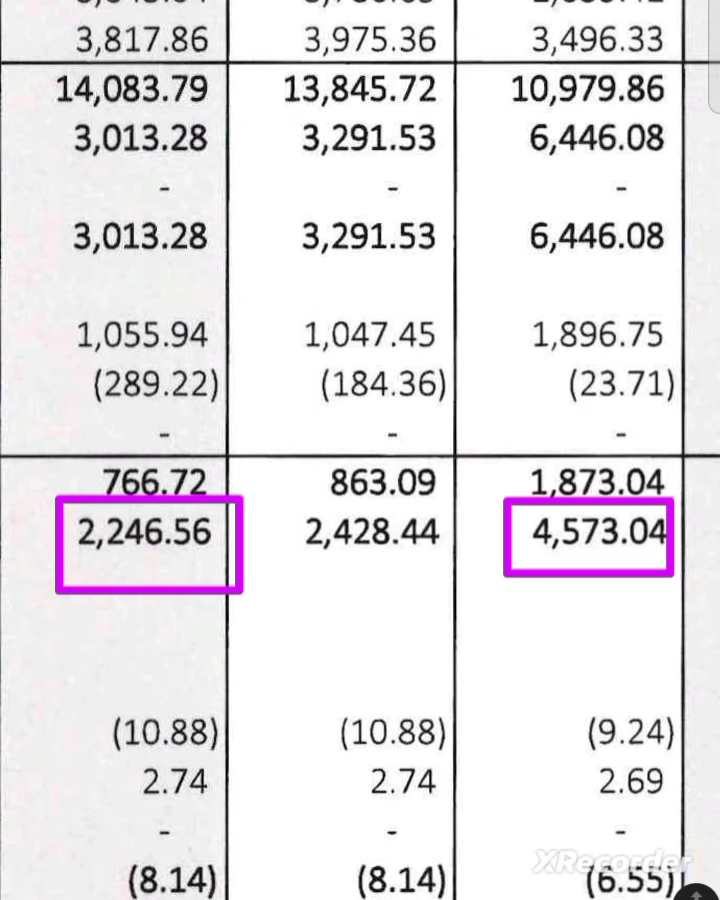 3,817.86 3,975.36 3,496.33
14,083.79 13,845.72 10,979.86
3,013.28 3,291.53 6,446.08
- - -
3,013.28 3,291.53 6,446.08
1,055.94 1,047.45 1,896.75
(289.22) (184.36) (23.71)
- - -
766.72 863.09 1,873.04
2,246.56 2,428.44 4,573.04
(10.88) (10.88) (9.24)
2.74 2.74 2.69
- - -
(8.14) (8.14) (6.55)
XRecorder